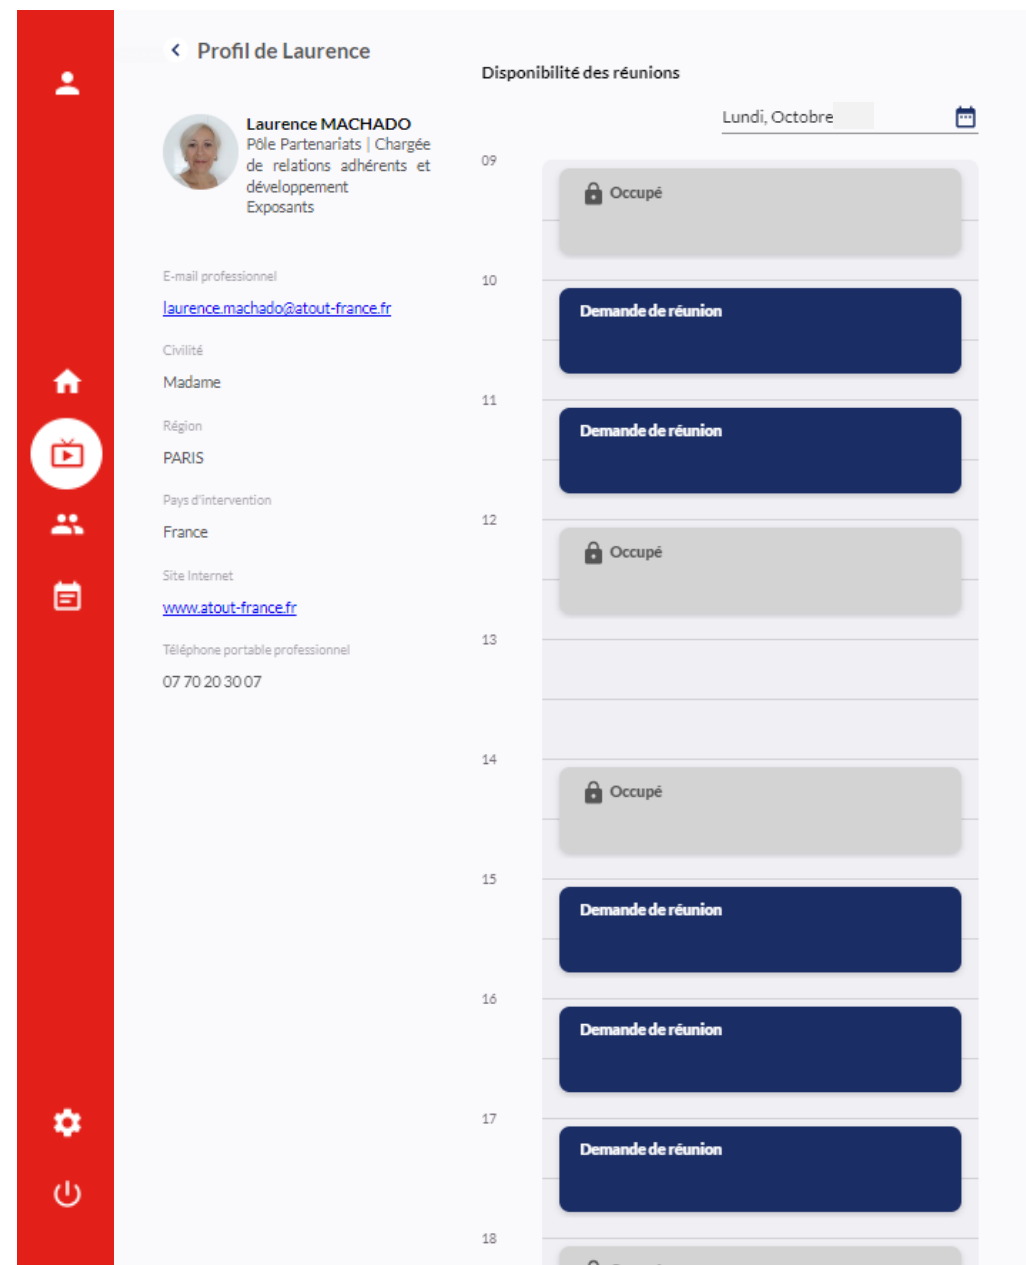 Profil de Laurence
Laurence MACHADO
Pôle Partenariats | Chargée
de relations adhérents et
développement
Exposants
E-mail professionnel
laurence.machado@atout-france.fr
Civilité
Madame
Région
PARIS
Pays d'intervention
France
Site Internet
www.atout-france.fr
Téléphone portable professionnel
07 70 20 30 07
Disponibilité des réunions
Lundi, Octobre
09
Occupé
10
Demande de réunion
11
Demande de réunion
12
Occupé
13
14
Occupé
15
Demande de réunion
16
Demande de réunion
17
Demande de réunion
18